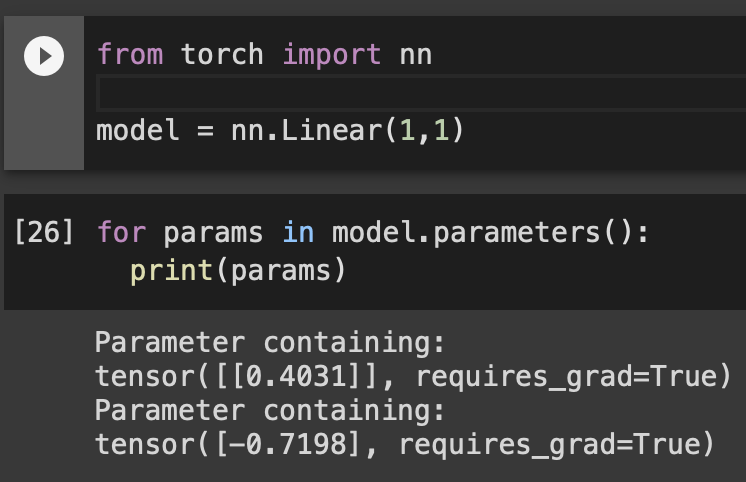 from torch import nn
model = nn.Linear(1,1)
[26] for params in model.parameters():
print(params)
Parameter containing:
tensor([[0.4031]], requires_grad=True)
Parameter containing:
tensor([-0.7198], requires_grad=True)